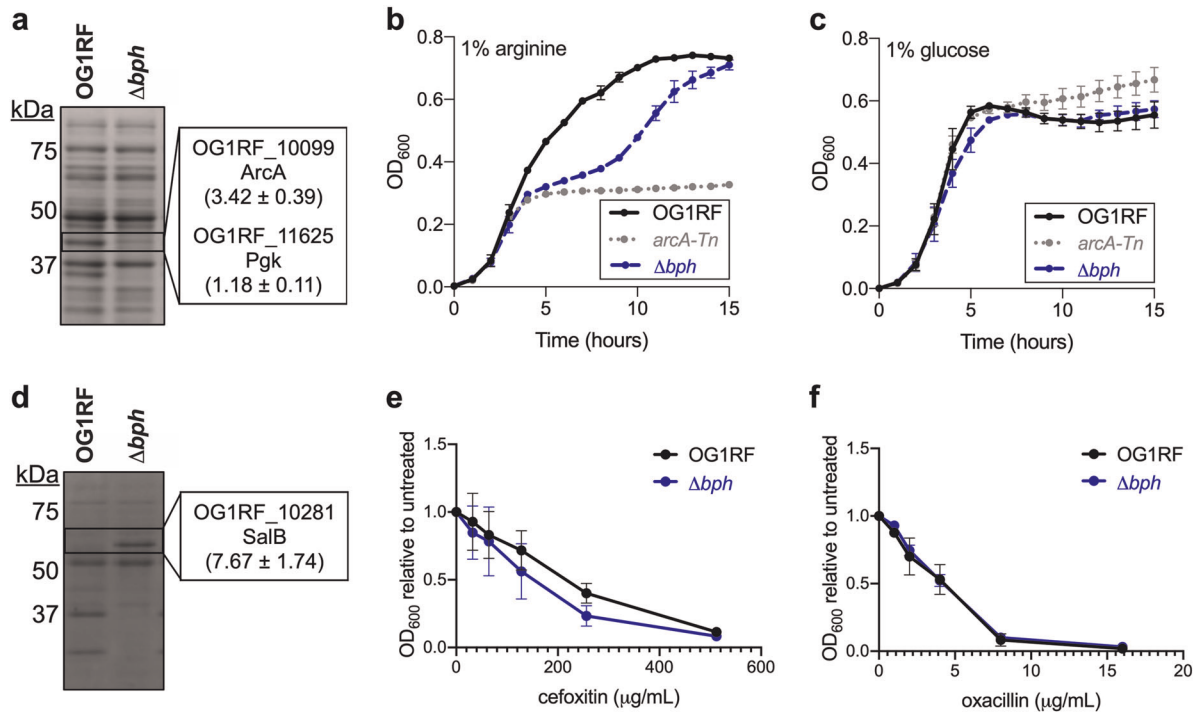 a
OG1RF
Δbph
kDa
75
50
37
OG1RF_10099
ArcA
(3.42 ± 0.39)
OG1RF_11625
Pgk
(1.18 ± 0.11)
b
1% arginine
OD600
0.8
0.6
0.4
0.2
0.0
0 5 10 15
Time (hours)
OG1RF
arcA-Tn
Δbph
c
1% glucose
OD600
0.8
0.6
0.4
0.2
0.0
0 5 10 15
Time (hours)
OG1RF
arcA-Tn
Δbph
d
OG1RF
Δbph
kDa
75
50
37
OG1RF_10281
SalB
(7.67 ± 1.74)
e
OD600 relative to untreated
1.5
1.0
0.5
0.0
0 200 400 600
cefoxitin (μg/mL)
OG1RF
Δbph
f
OD600 relative to untreated
1.5
1.0
0.5
0.0
0 5 10 15 20
oxacillin (μg/mL)
OG1RF
Δbph